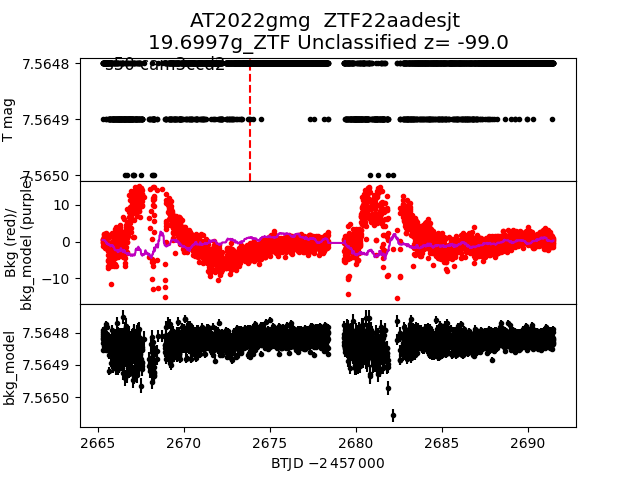 AT2022gmg  ZTF22aadesjt
19.6997g_ZTF Unclassified z= -99.0
s50 cam3ccd2
7.5648
7.5649
7.5650
T mag
10
0
−10
Bkg (red)/
bkg_model (purple)
7.5648
7.5649
7.5650
bkg_model
2665 2670 2675 2680 2685 2690
BTJD −2 457 000